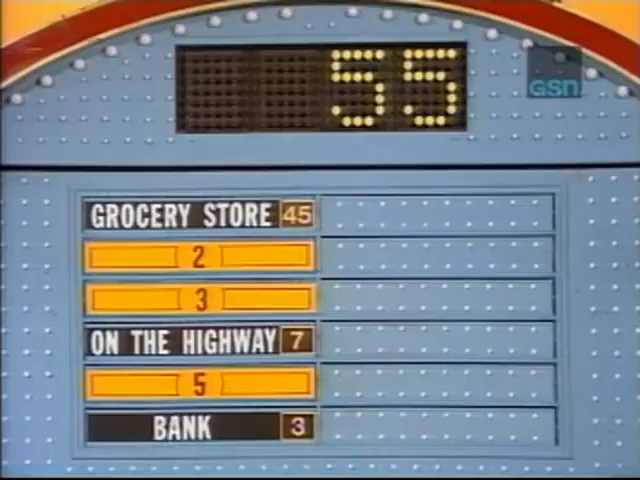 55
GSN
GROCERY STORE 45
2
3
ON THE HIGHWAY 7
5
BANK 3